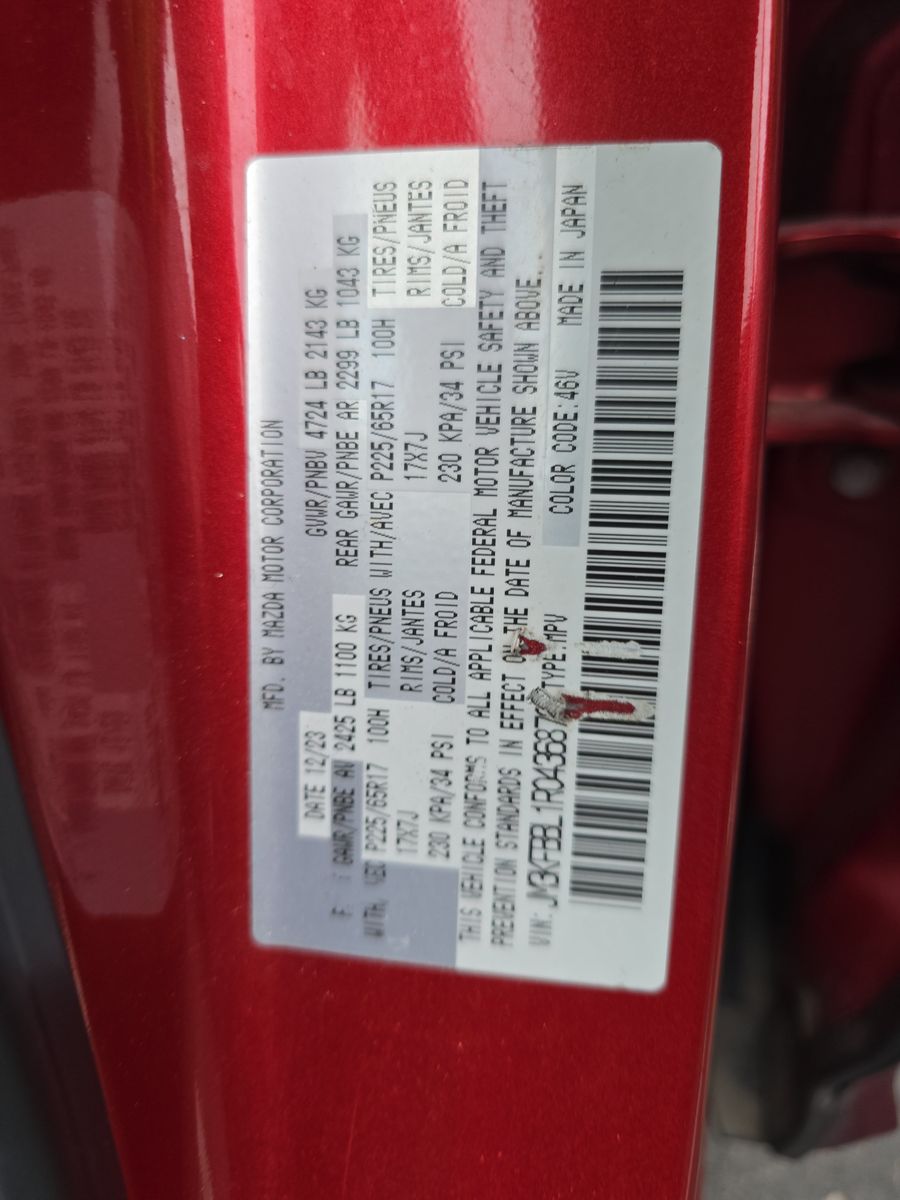 MFD. BY MAZDA MOTOR CORPORATION
DATE 12/23 GVWR/PNBV 4724 LB 2143 KG
GAWR/PNBE AV 2425 LB 1100 KG REAR GAWR/PNBE AR 2299 LB 1043 KG
WITH P225/65R17 100H TIRES/PNEUS WITH/AVEC P225/65R17 100H TIRES/PNEUS
17X7J RIMS/JANTES 17X7J RIMS/JANTES
230 KPA/34 PSI COLD/A FROID 230 KPA/34 PSI COLD/A FROID
THIS VEHICLE CONFORMS TO ALL APPLICABLE FEDERAL MOTOR VEHICLE SAFETY AND THEFT
PREVENTION STANDARDS IN EFFECT ON THE DATE OF MANUFACTURE SHOWN ABOVE.
VIN: TYPE:MPV COLOR CODE:46V MADE IN JAPAN